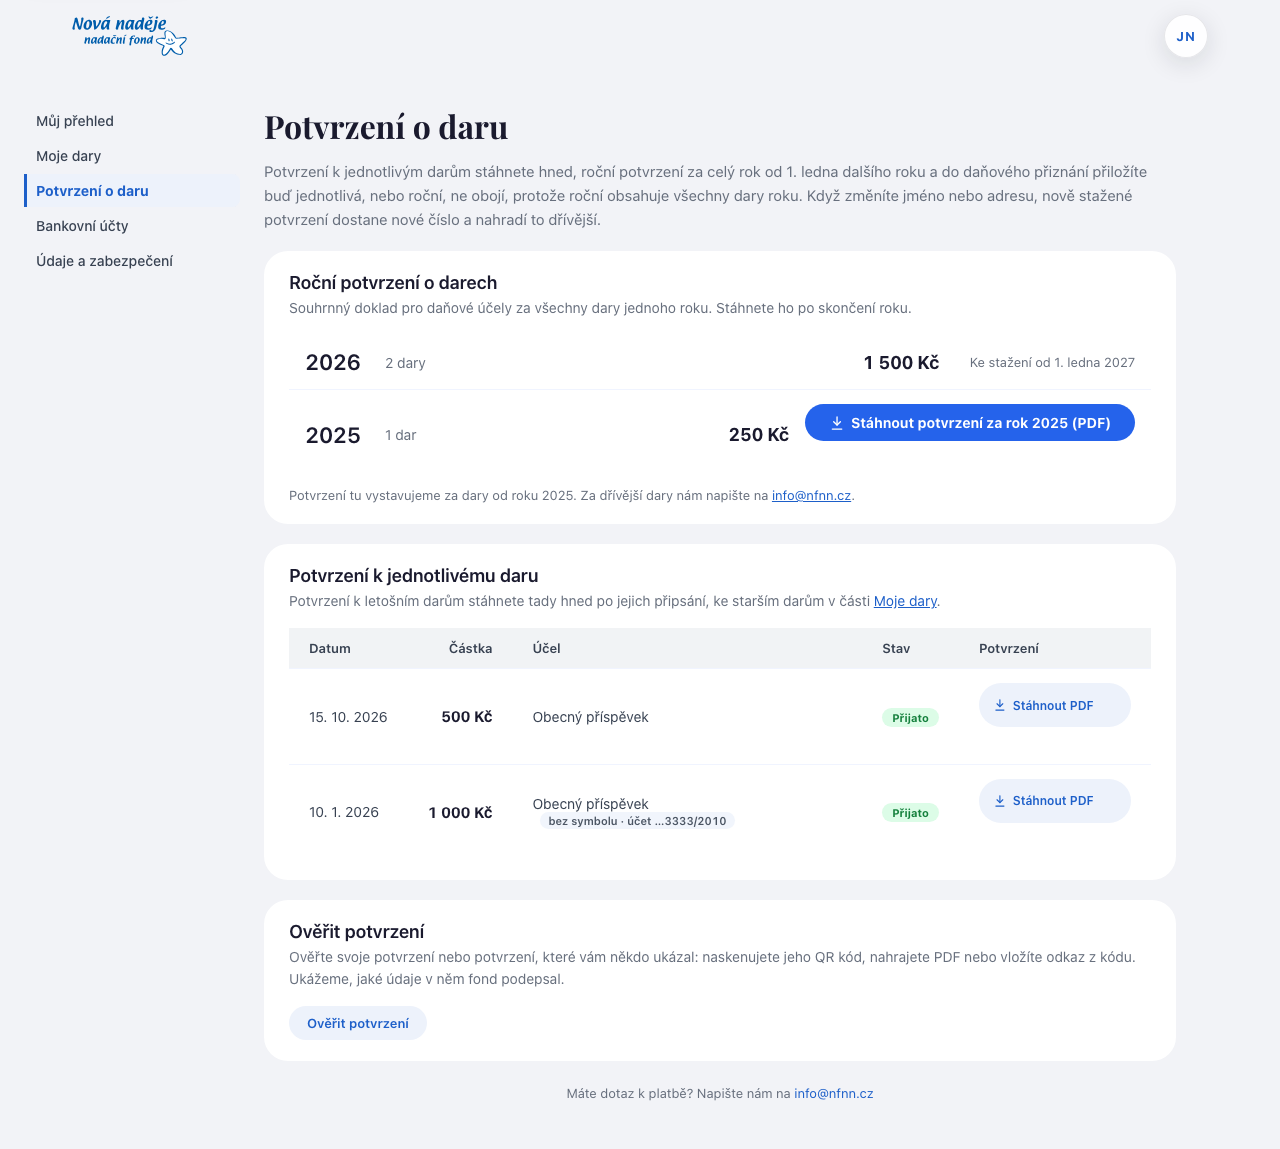 Nová naděje
nadační fond
JN
Můj přehled
Moje dary
Potvrzení o daru
Bankovní účty
Údaje a zabezpečení
Potvrzení o daru
Potvrzení k jednotlivým darům stáhnete hned, roční potvrzení za celý rok od 1. ledna dalšího roku a do daňového přiznání přiložíte
buď jednotlivá, nebo roční, ne obojí, protože roční obsahuje všechny dary roku. Když změníte jméno nebo adresu, nově stažené
potvrzení dostane nové číslo a nahradí to dřívější.
Roční potvrzení o darech
Souhrnný doklad pro daňové účely za všechny dary jednoho roku. Stáhnete ho po skončení roku.
2026 2 dary 1 500 Kč Ke stažení od 1. ledna 2027
2025 1 dar 250 Kč Stáhnout potvrzení za rok 2025 (PDF)
Potvrzení tu vystavujeme za dary od roku 2025. Za dřívější dary nám napište na info@nfnn.cz.
Potvrzení k jednotlivému daru
Potvrzení k letošním darům stáhnete tady hned po jejich připsání, ke starším darům v části Moje dary.
Datum Částka Účel Stav Potvrzení
15. 10. 2026 500 Kč Obecný příspěvek Přijato Stáhnout PDF
10. 1. 2026 1 000 Kč Obecný příspěvek Přijato Stáhnout PDF
bez symbolu · účet …3333/2010
Ověřit potvrzení
Ověřte svoje potvrzení nebo potvrzení, které vám někdo ukázal: naskenujete jeho QR kód, nahrajete PDF nebo vložíte odkaz z kódu.
Ukážeme, jaké údaje v něm fond podepsal.
Ověřit potvrzení
Máte dotaz k platbě? Napište nám na info@nfnn.cz